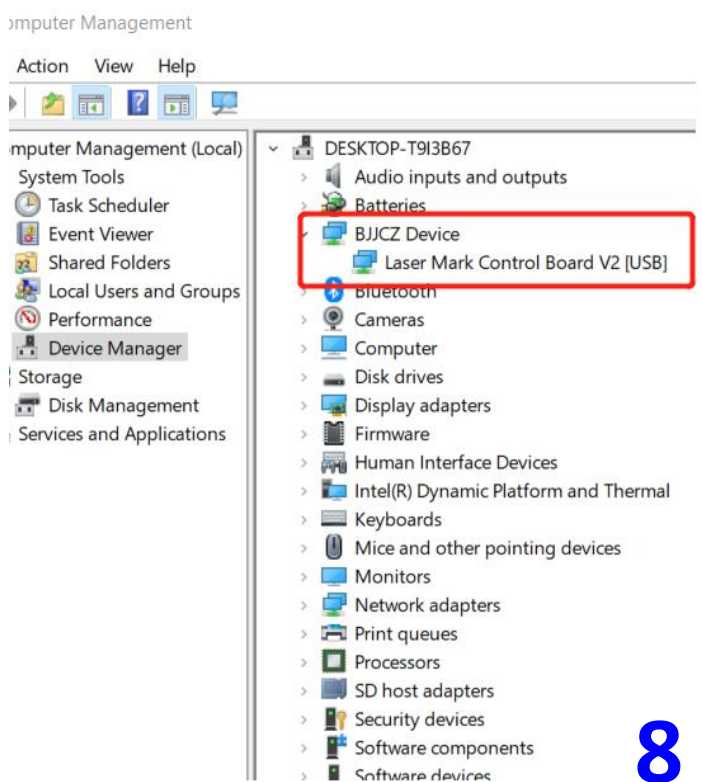 omputer Management
Action View Help
omputer Management (Local)
System Tools
Task Scheduler
Event Viewer
Shared Folders
Local Users and Groups
Performance
Device Manager
Storage
Disk Management
Services and Applications
DESKTOP-T9I3B67
Audio inputs and outputs
Batteries
BJJCZ Device
Laser Mark Control Board V2 [USB]
Bluetooth
Cameras
Computer
Disk drives
Display adapters
Firmware
Human Interface Devices
Intel(R) Dynamic Platform and Thermal
Keyboards
Mice and other pointing devices
Monitors
Network adapters
Print queues
Processors
SD host adapters
Security devices
Software components
Software devices
8